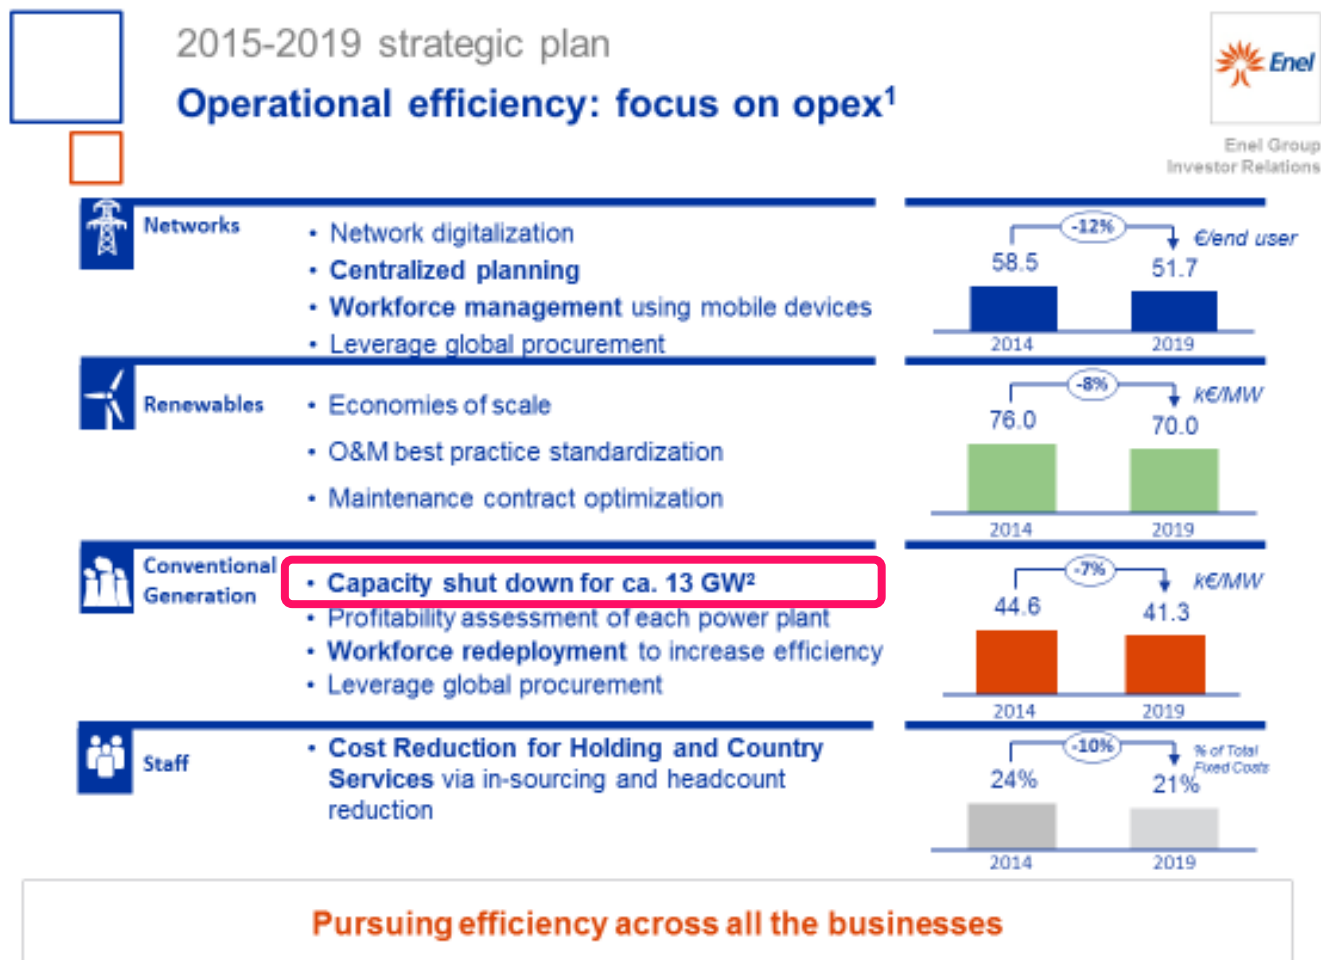 2015-2019 strategic plan
Operational efficiency: focus on opex¹
Enel
Enel Group
Investor Relations
Networks
• Network digitalization
• Centralized planning
• Workforce management using mobile devices
• Leverage global procurement
-12%
€/end user
58.5
51.7
2014
2019
Renewables
• Economies of scale
• O&M best practice standardization
• Maintenance contract optimization
-8%
k€/MW
76.0
70.0
2014
2019
Conventional
Generation
• Capacity shut down for ca. 13 GW²
• Profitability assessment of each power plant
• Workforce redeployment to increase efficiency
• Leverage global procurement
-7%
k€/MW
44.6
41.3
2014
2019
Staff
• Cost Reduction for Holding and Country
Services via in-sourcing and headcount
reduction
-10%
% of Total
Fixed Costs
24%
21%
2014
2019
Pursuing efficiency across all the businesses